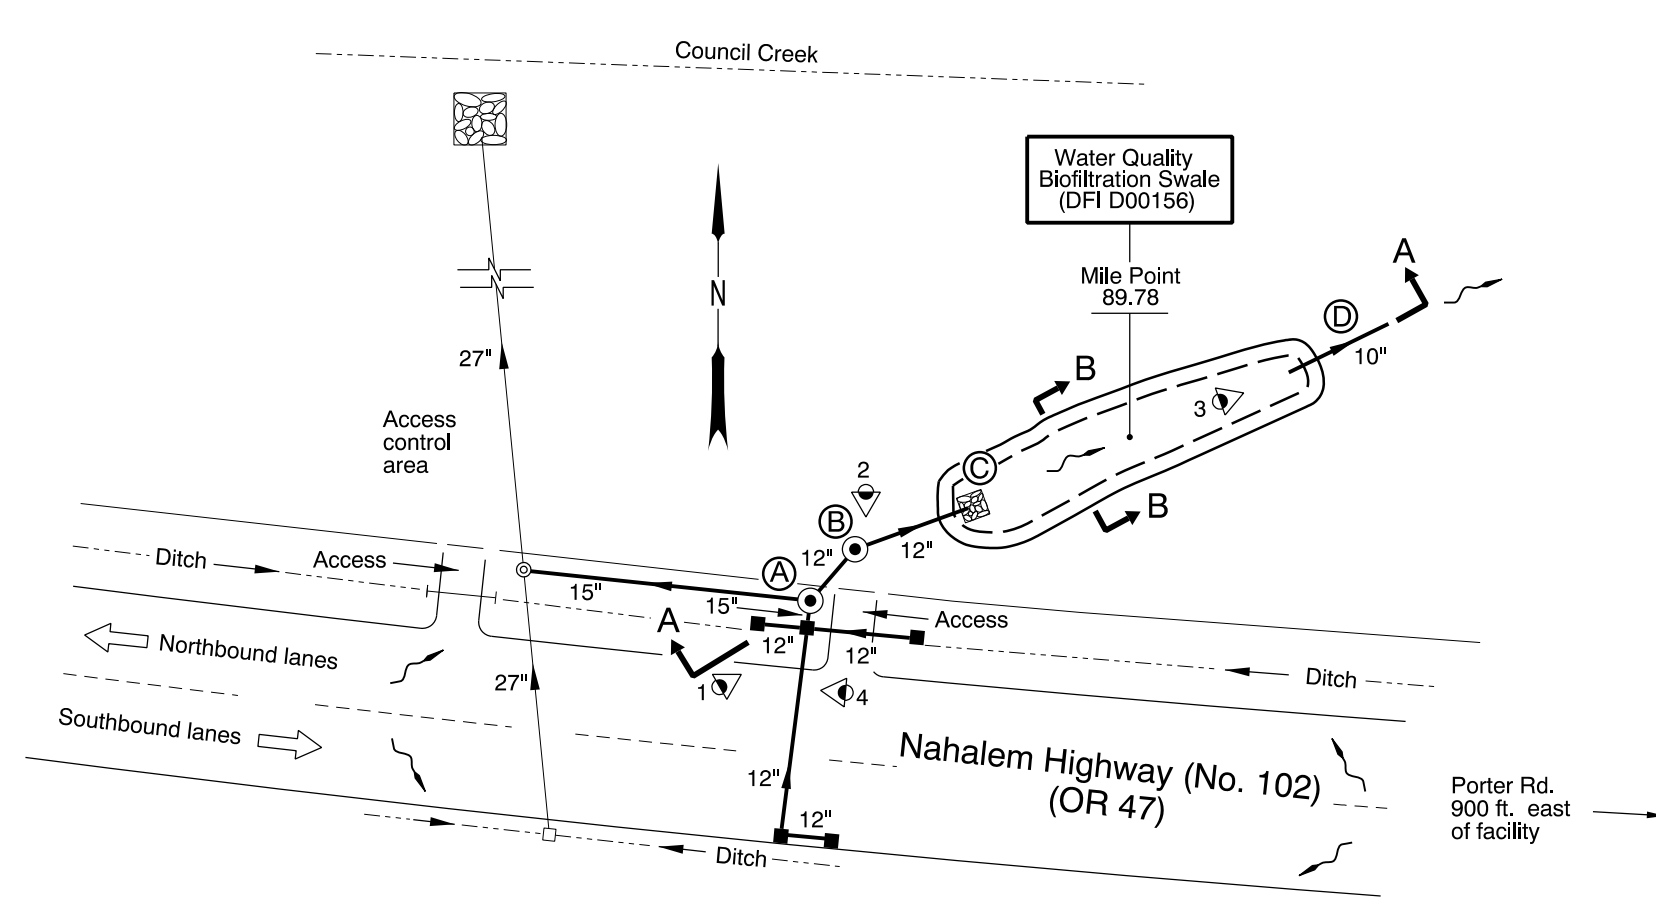 Council Creek
Water Quality
Biofiltration Swale
(DFI D00156)
A
Mile Point
89.78
N
D
10"
27"
B
3
Access
control
area
C
2
B
B
12"
12"
Ditch
Access
A
15"
15"
Access
A
12"
12"
Northbound lanes
27"
1
4
Ditch
Southbound lanes
Nahalem Highway (No. 102)
(OR 47)
12"
12"
Porter Rd.
900 ft. east
of facility
Ditch